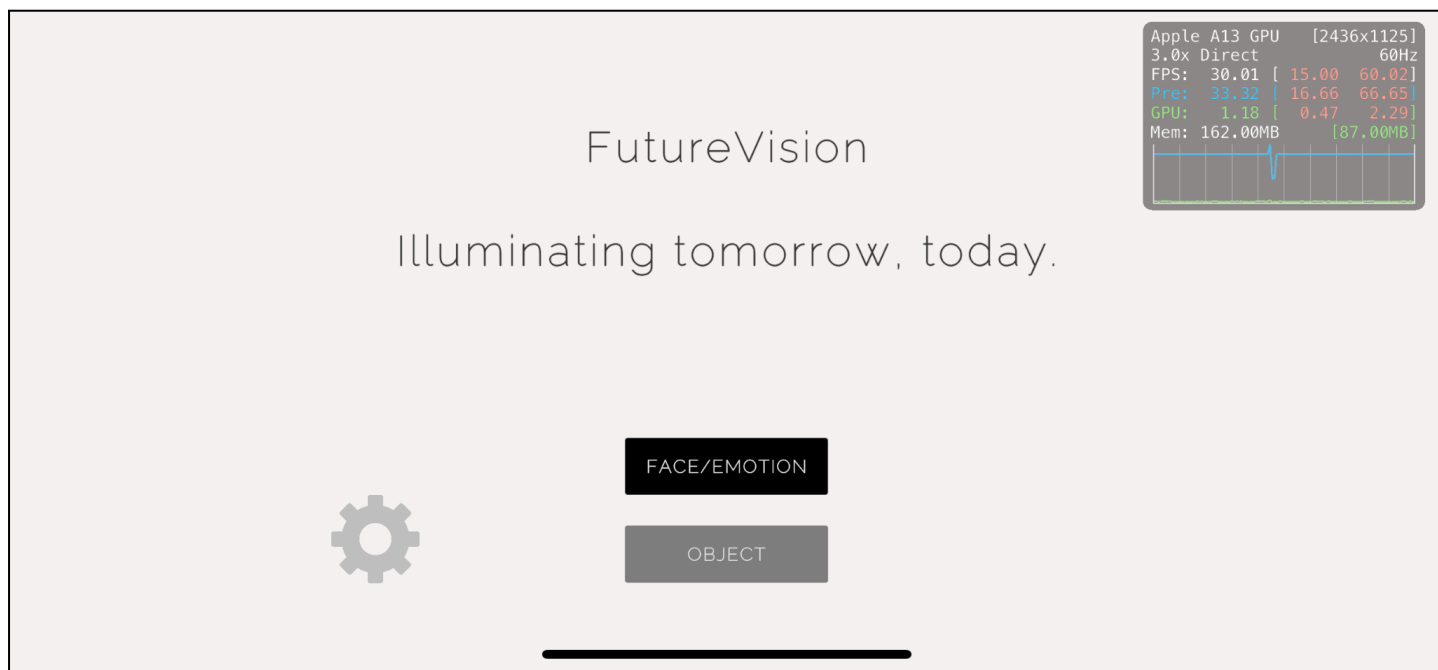 FutureVision
Illuminating tomorrow, today.
FACE/EMOTION
OBJECT
Apple A13 GPU [2436x1125]
3.0x Direct 60Hz
FPS: 30.01 [ 15.00 60.02]
Pre: 33.32 [ 16.66 66.65]
GPU: 1.18 [ 0.47 2.29]
Mem: 162.00MB [87.00MB]